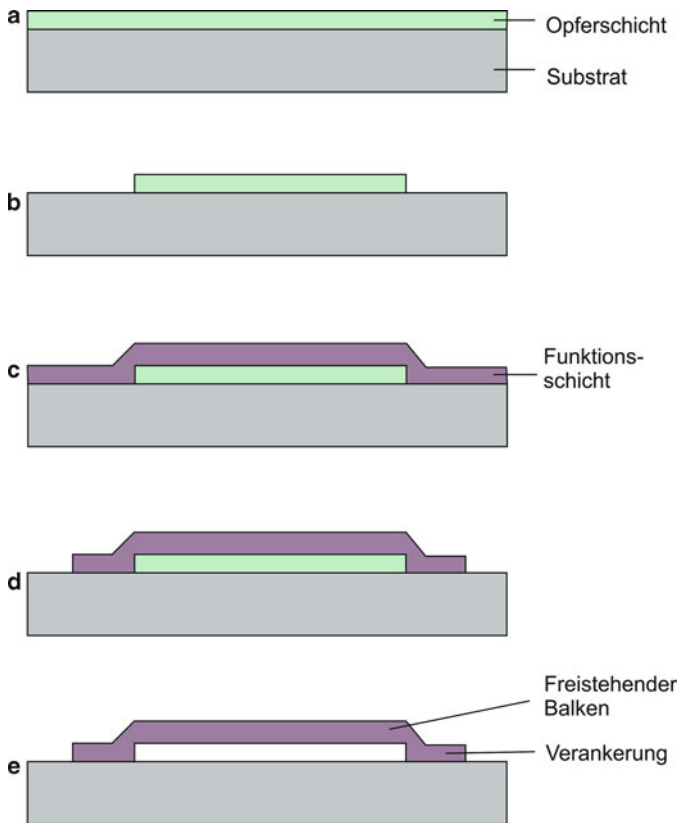 a
Opferschicht
Substrat
b
c
Funktions-
schicht
d
Freistehender
Balken
Verankerung
e